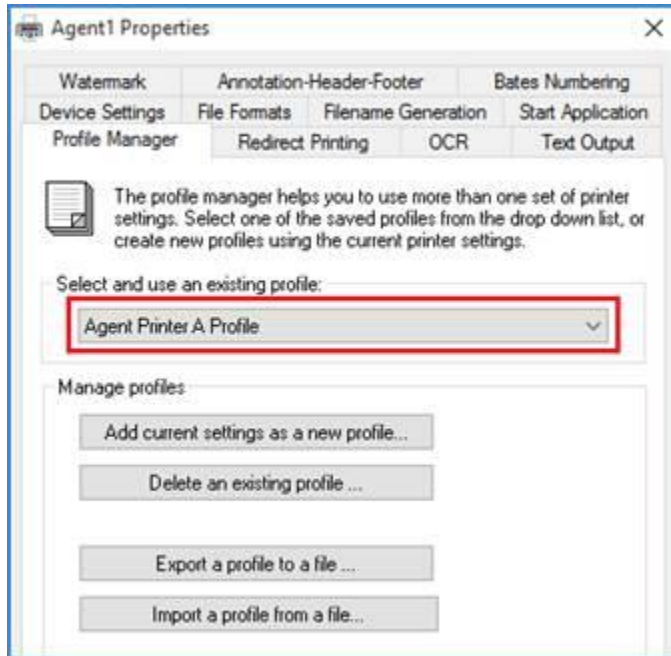 Agent1 Properties
Watermark Annotation-Header-Footer Bates Numbering
Device Settings File Formats Filename Generation Start Application
Profile Manager Redirect Printing OCR Text Output
The profile manager helps you to use more than one set of printer
settings. Select one of the saved profiles from the drop down list, or
create new profiles using the current printer settings.
Select and use an existing profile:
Agent Printer A Profile
Manage profiles
Add current settings as a new profile...
Delete an existing profile ...
Export a profile to a file ...
Import a profile from a file...